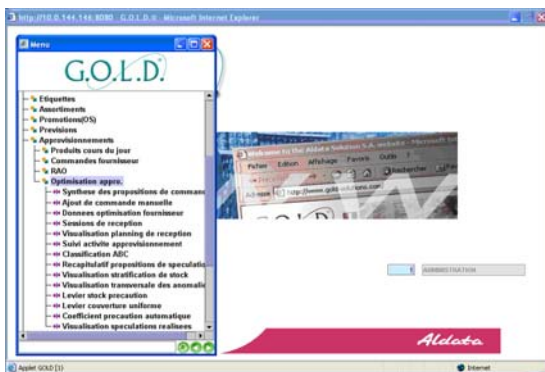 http://10.0.144.146:8080 - G.O.L.D.® - Microsoft Internet Explorer
Menu
G.O.L.D.®
Etiquettes
Assortiments
Promotions(OS)
Previsions
Approvisionnements
Produits cours du jour
Commandes fournisseur
RAO
Optimisation appro.
Synthese des propositions de command
Ajout de commande manuelle
Donnees optimisation fournisseur
Sessions de reception
Visualisation planning de reception
Suivi activite approvisionnement
Classification ABC
Recapitulatif propositions de speculatio
Visualisation stratification de stock
Visualisation transversale des anomalie
Levier stock precaution
Levier couverture uniforme
Coefficient precaution automatique
Visualisation speculations realisees
Welcome to the Aldata Solution S.A. website - Microsoft
Fichier Edition Affichage Favoris Outils ?
Rechercher
Adresse http://www.gold-solutions.com/
1 ADMINISTRATION
Aldata
Applet GOLD (1)
Internet